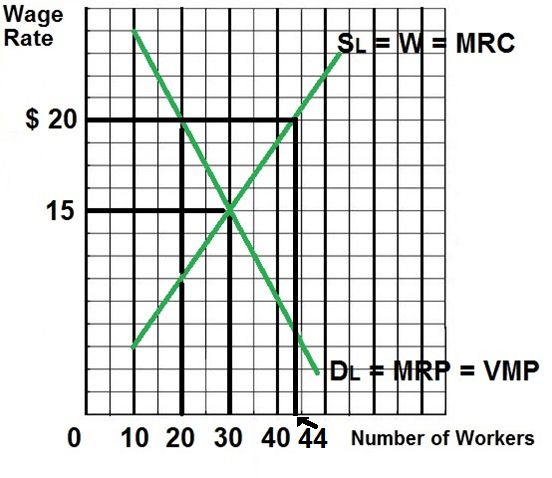 Wage
Rate
SL = W = MRC
$ 20
15
DL = MRP = VMP
0 10 20 30 40 44 Number of Workers